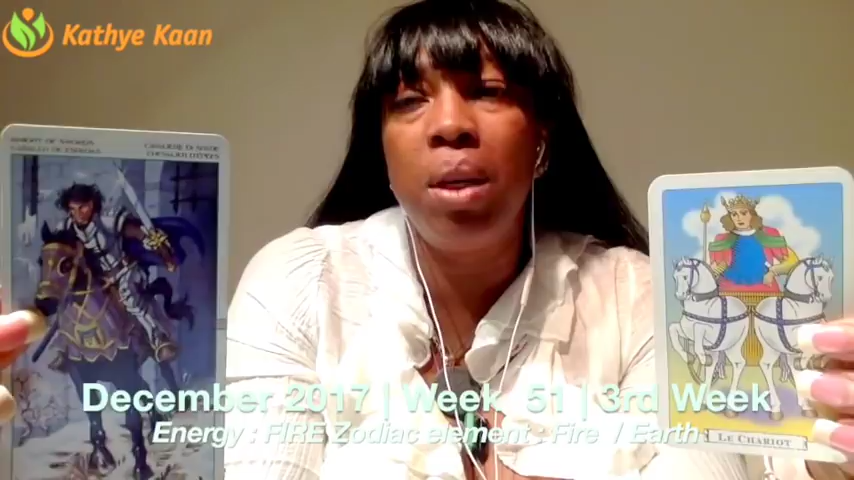 Kathye Kaan
KNIGHT OF SWORDS
December 2017 | Week 51 | 3rd Week
Energy : FIRE Zodiac element : Fire / Earth
LE CHARIOT